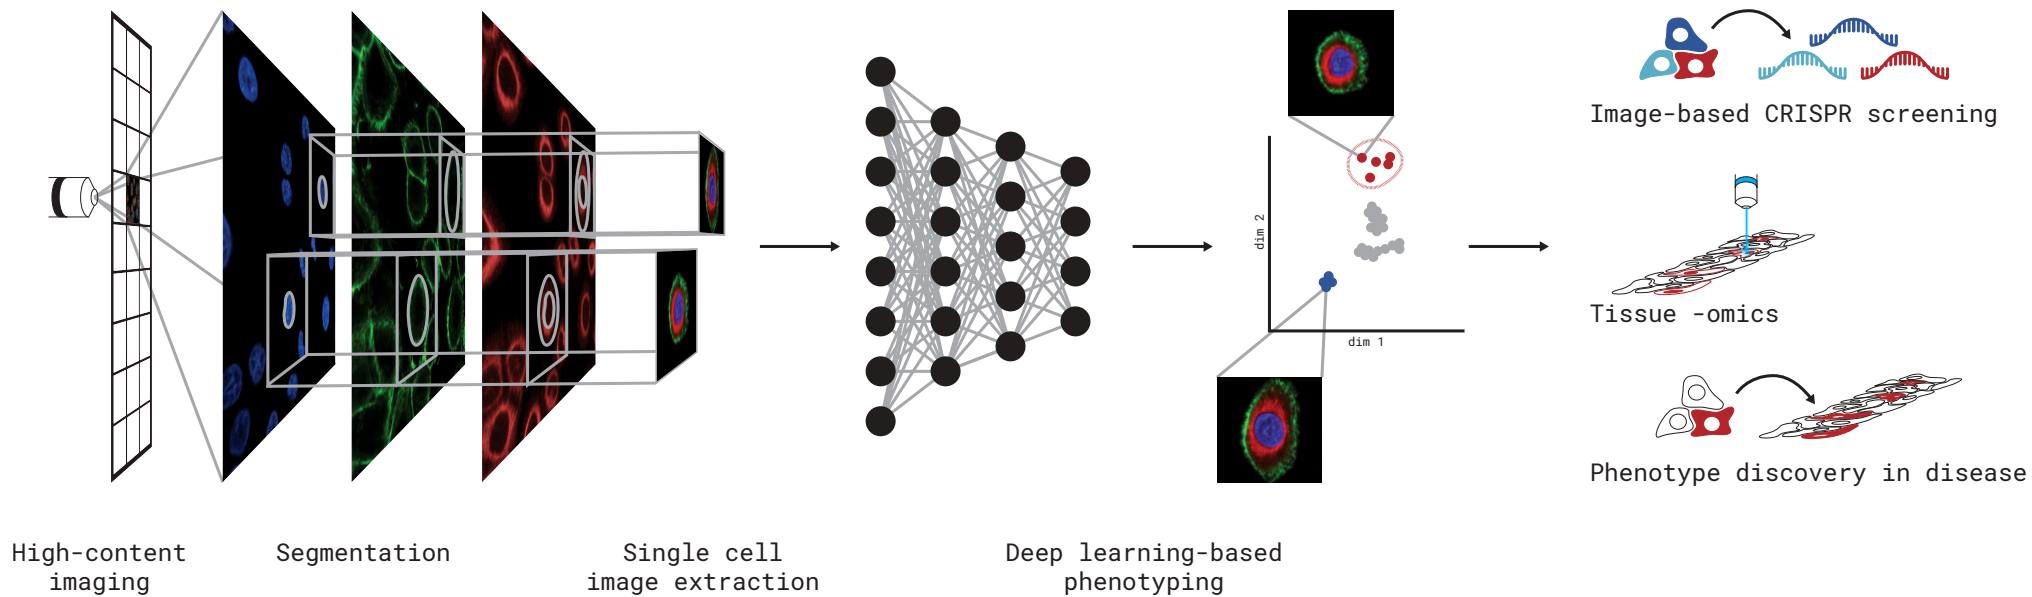 High-content
imaging
Segmentation
Single cell
image extraction
Deep learning-based
phenotyping
dim 2
dim 1
Image-based CRISPR screening
Tissue -omics
Phenotype discovery in disease